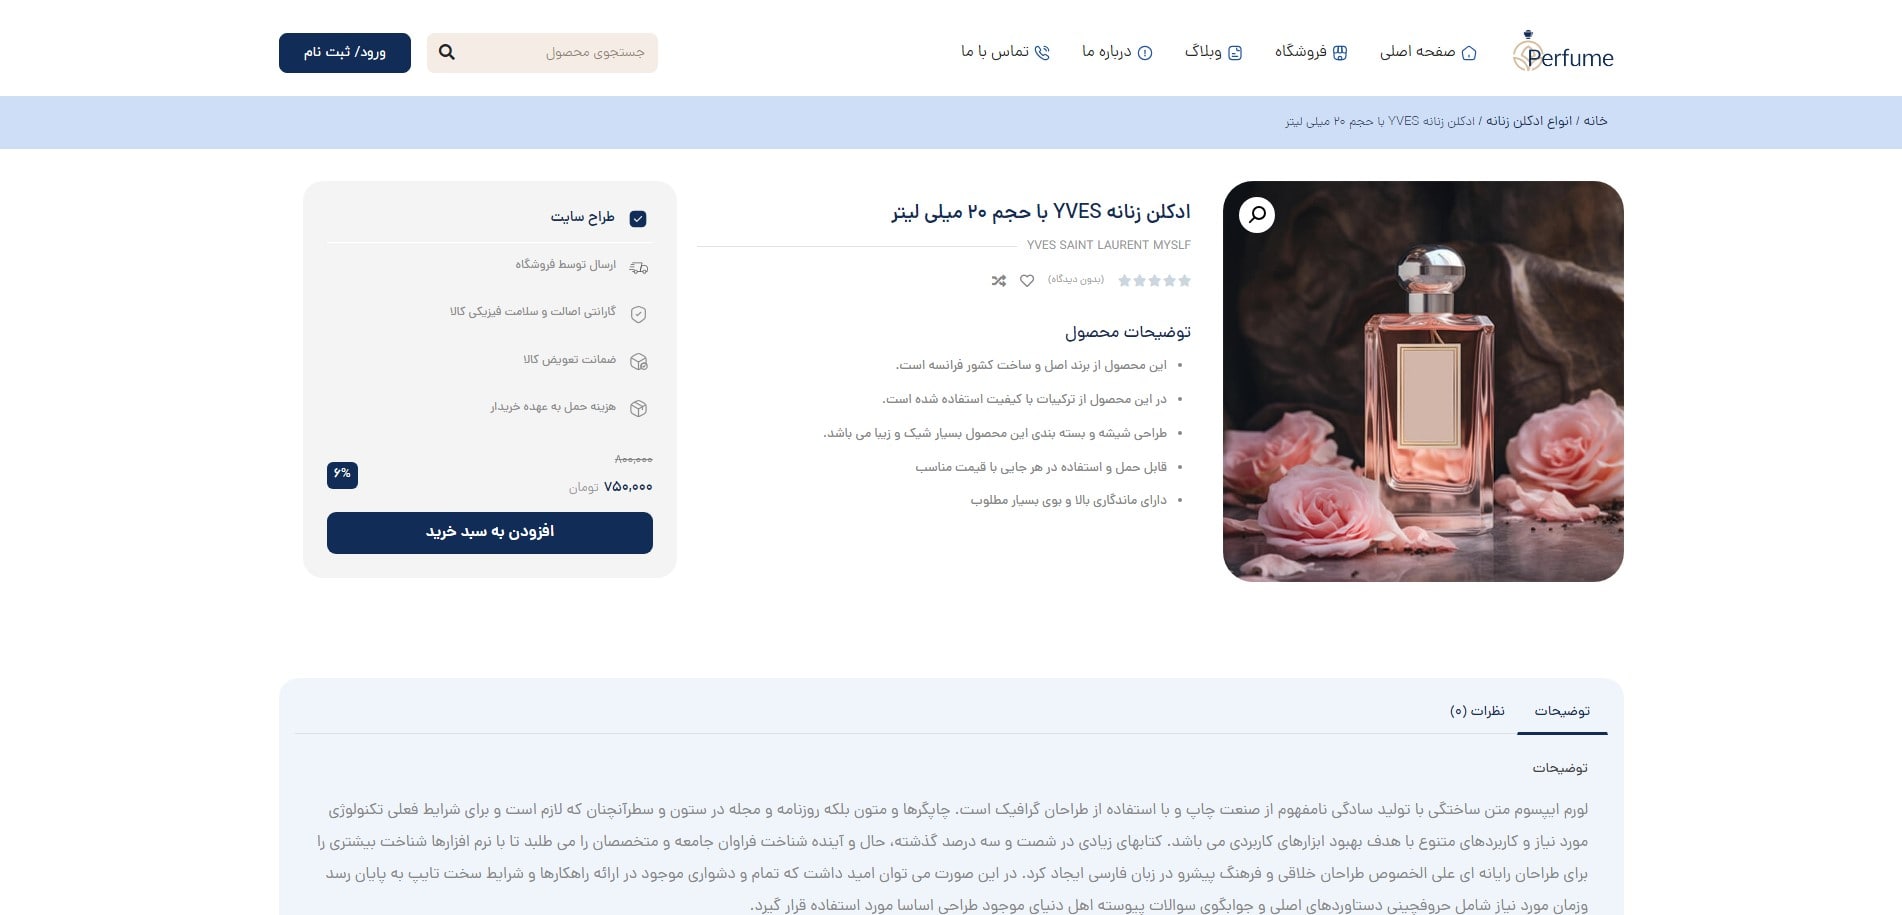 Perfume
صفحه اصلی
فروشگاه
وبلاگ
درباره ما
تماس با ما
جستجوی محصول
ورود/ ثبت نام
خانه / انواع ادکلن زنانه / ادکلن زنانه YVES با حجم ۲۰ میلی لیتر
ادکلن زنانه YVES با حجم ۲۰ میلی لیتر
YVES SAINT LAURENT MYSLF
(بدون دیدگاه)
توضیحات محصول
• این محصول از برند اصل و ساخت کشور فرانسه است.
• در این محصول از ترکیبات با کیفیت استفاده شده است.
• طراحی شیشه و بسته بندی این محصول بسیار شیک و زیبا می باشد.
• قابل حمل و استفاده در هر جایی با قیمت مناسب
• دارای ماندگاری بالا و بوی بسیار مطلوب
طراح سایت
ارسال توسط فروشگاه
گارانتی اصالت و سلامت فیزیکی کالا
ضمانت تعویض کالا
هزینه حمل به عهده خریدار
۸۰۰,۰۰۰
۷۵۰,۰۰۰ تومان
۶%
افزودن به سبد خرید
توضیحات
نظرات (۰)
توضیحات
لورم ایپسوم متن ساختگی با تولید سادگی نامفهوم از صنعت چاپ و با استفاده از طراحان گرافیک است. چاپگرها و متون بلکه روزنامه و مجله در ستون و سطرآنچنان که لازم است و برای شرایط فعلی تکنولوژی
مورد نیاز و کاربردهای متنوع با هدف بهبود ابزارهای کاربردی می باشد. کتابهای زیادی در شصت و سه درصد گذشته، حال و آینده شناخت فراوان جامعه و متخصصان را می طلبد تا با نرم افزارها شناخت بیشتری را
برای طراحان رایانه ای علی الخصوص طراحان خلاقی و فرهنگ پیشرو در زبان فارسی ایجاد کرد. در این صورت می توان امید داشت که تمام و دشواری موجود در ارائه راهکارها و شرایط سخت تایپ به پایان رسد
وزمان مورد نیاز شامل حروفچینی دستاوردهای اصلی و جوابگوی سوالات پیوسته اهل دنیای موجود طراحی اساسا مورد استفاده قرار گیرد.